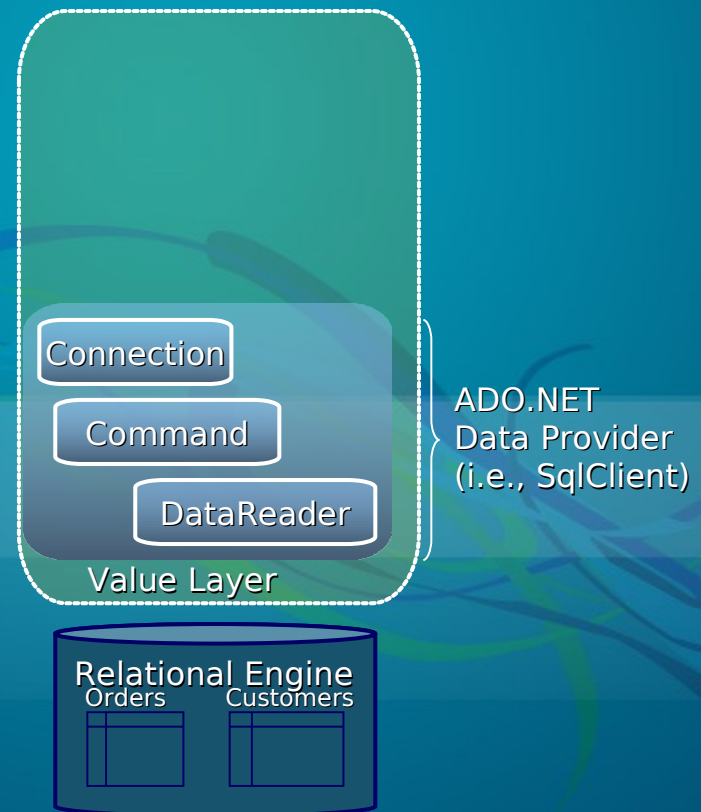 Connection
Command
DataReader
Value Layer
ADO.NET
Data Provider
(i.e., SqlClient)
Relational Engine
Orders
Customers